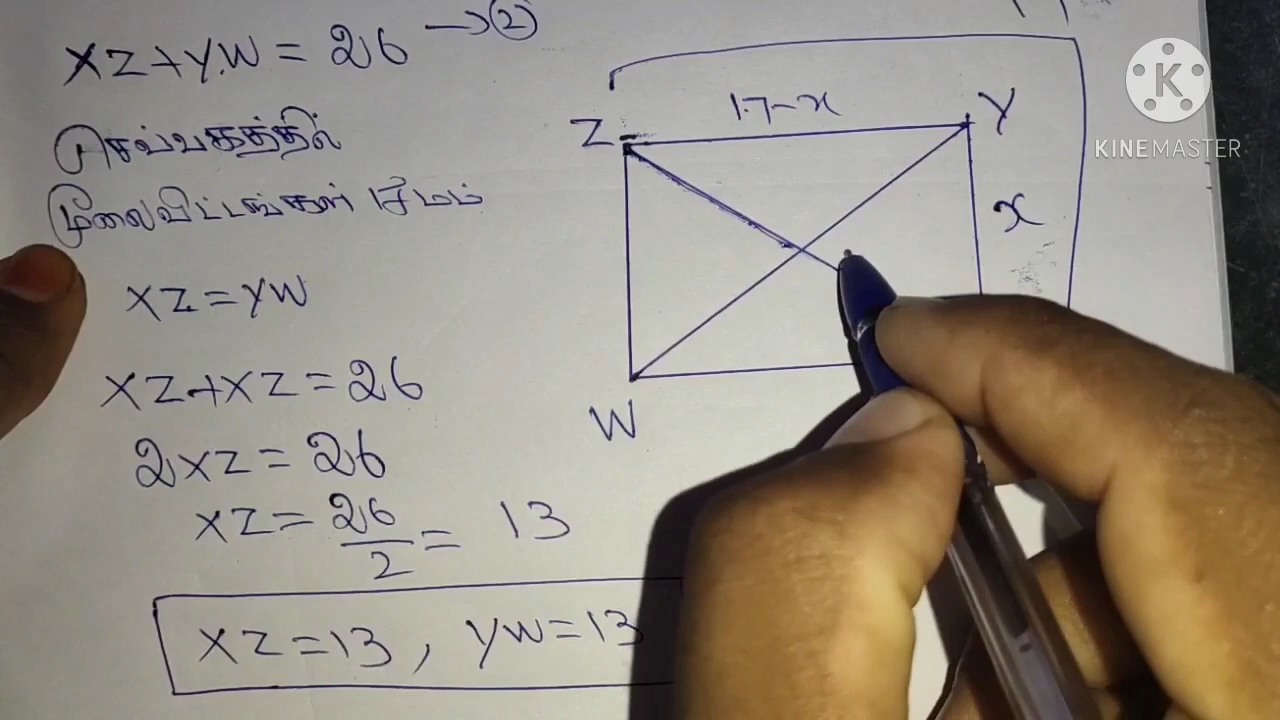 XZ+YW = 26 → ②
செவ்வகத்தில்
மூலைவிட்டங்கள் சமம்
XZ = YW
XZ+XZ = 26
2XZ = 26
XZ = 26/2 = 13
XZ = 13 , YW = 13
Z
17-x
Y
x
W
KINEMASTER